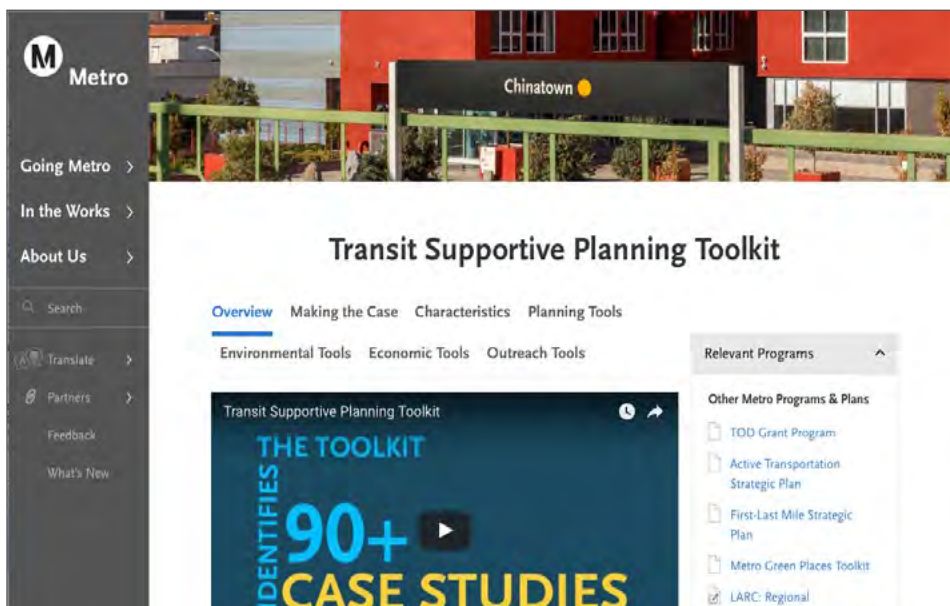 M
Metro
Going Metro
In the Works
About Us
Search
Translate
Partners
Feedback
What's New
Chinatown
Transit Supportive Planning Toolkit
Overview Making the Case Characteristics Planning Tools
Environmental Tools Economic Tools Outreach Tools
Transit Supportive Planning Toolkit
THE TOOLKIT
IDENTIFIES
90+
CASE STUDIES
Relevant Programs
Other Metro Programs & Plans
TOD Grant Program
Active Transportation
Strategic Plan
First-Last Mile Strategic
Plan
Metro Green Places Toolkit
LARC: Regional